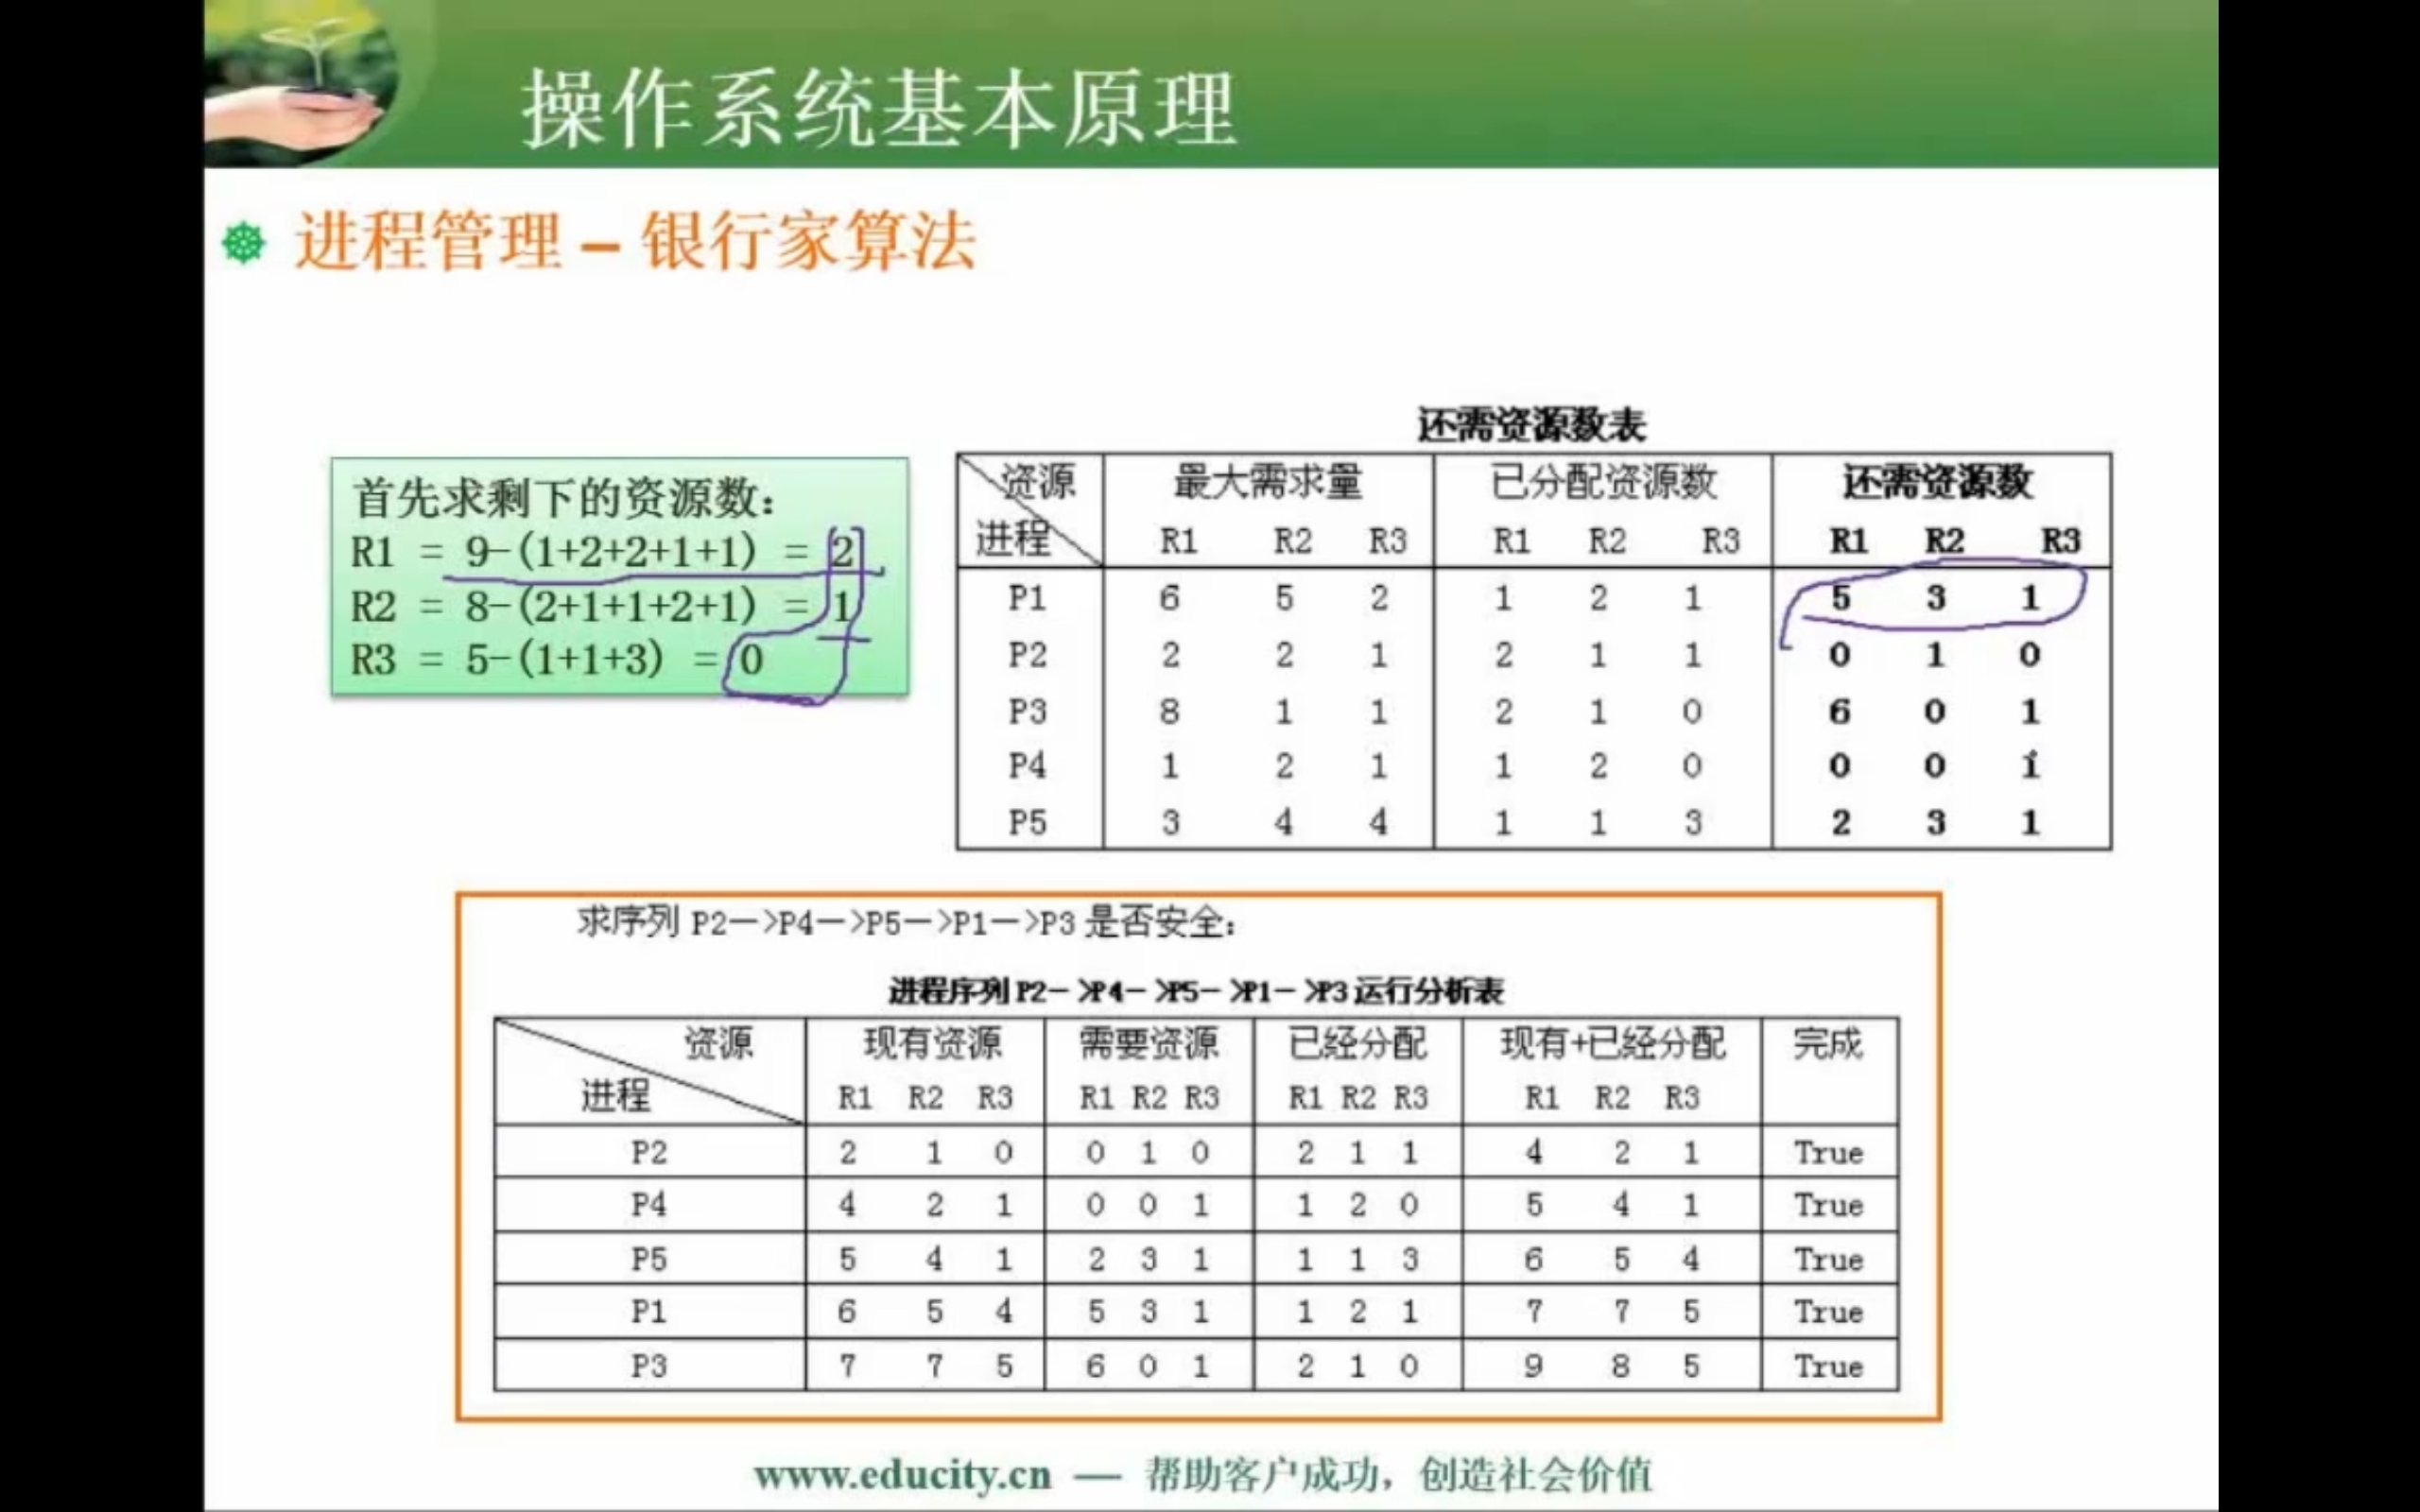 操作系统基本原理
进程管理 – 银行家算法
首先求剩下的资源数：
R1 = 9-(1+2+2+1+1) = 2
R2 = 8-(2+1+1+2+1) = 1
R3 = 5-(1+1+3) = 0
还需资源数表
资源 最大需求量 已分配资源数 还需资源数
进程 R1 R2 R3 R1 R2 R3 R1 R2 R3
P1 6 5 2 1 2 1 5 3 1
P2 2 2 1 2 1 1 0 1 0
P3 8 1 1 2 1 0 6 0 1
P4 1 2 1 1 2 0 0 0 1
P5 3 4 4 1 1 3 2 3 1
求序列 P2—>P4—>P5—>P1—>P3 是否安全：
进程序列 P2—>P4—>P5—>P1—>P3 运行分析表
资源 现有资源 需要资源 已经分配 现有+已经分配 完成
进程 R1 R2 R3 R1 R2 R3 R1 R2 R3 R1 R2 R3
P2 2 1 0 0 1 0 2 1 1 4 2 1 True
P4 4 2 1 0 0 1 1 2 0 5 4 1 True
P5 5 4 1 2 3 1 1 1 3 6 5 4 True
P1 6 5 4 5 3 1 1 2 1 7 7 5 True
P3 7 7 5 6 0 1 2 1 0 9 8 5 True
www.educity.cn — 帮助客户成功，创造社会价值